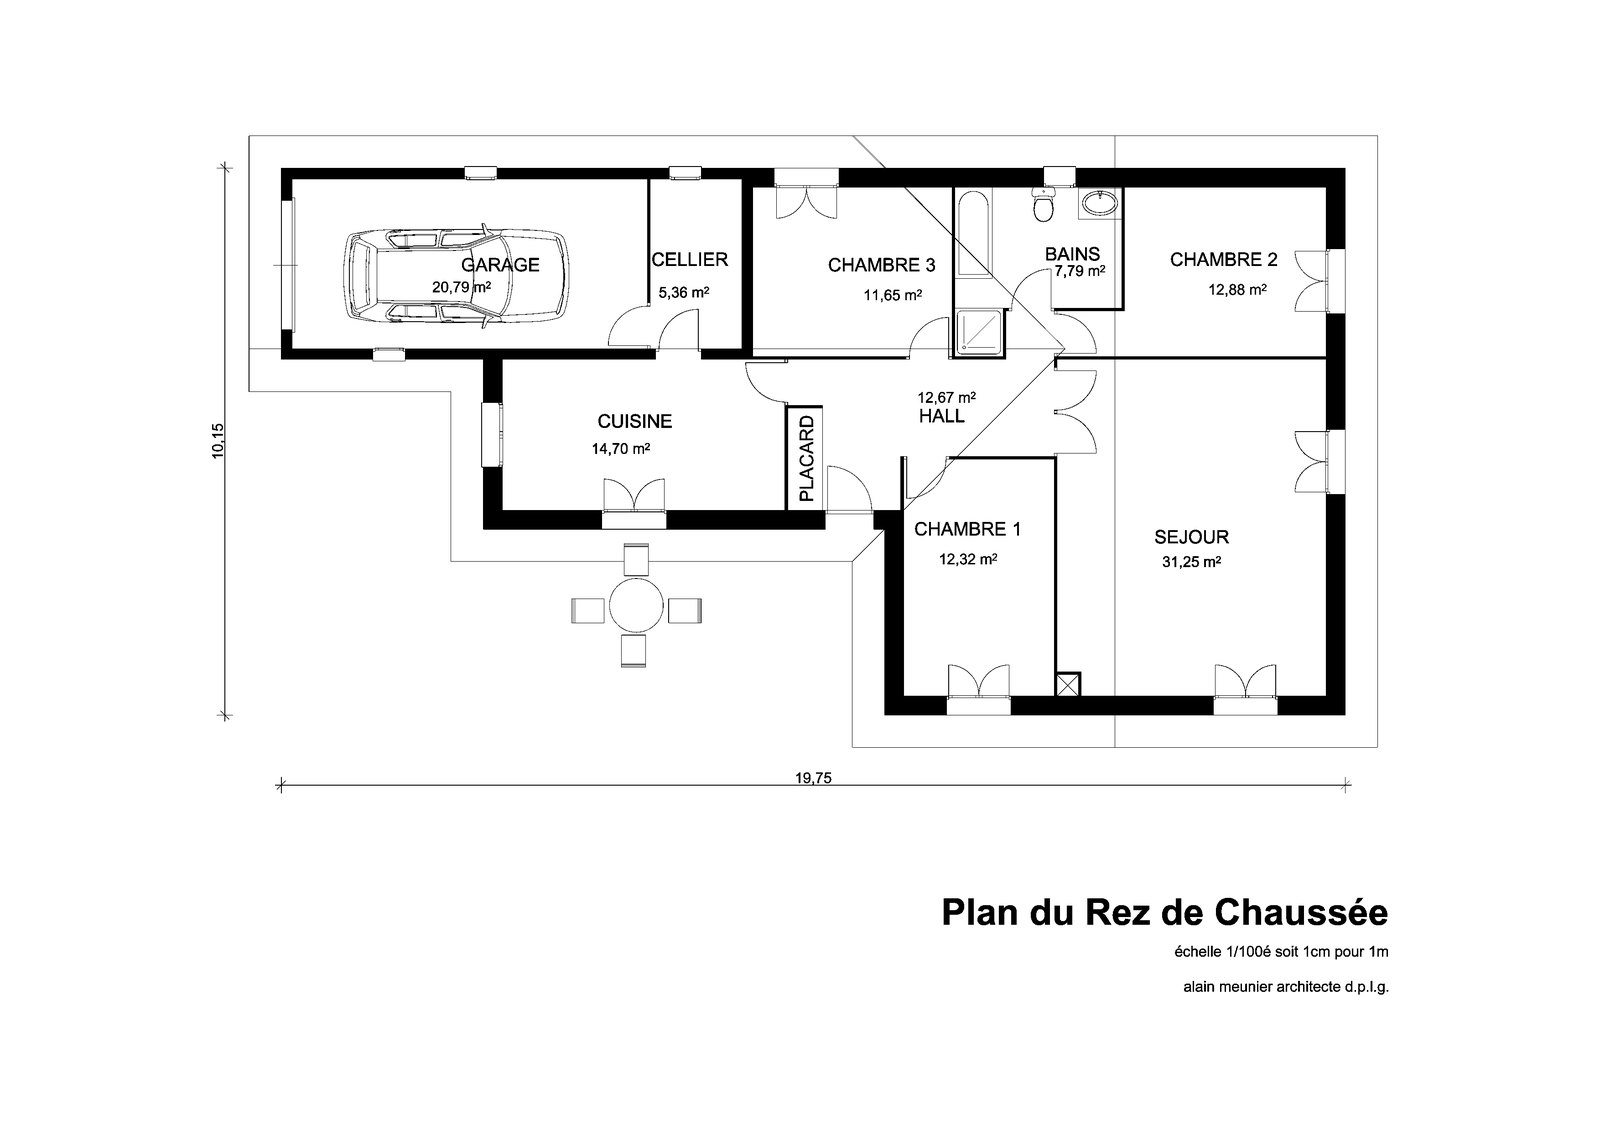 GARAGE
20,79 m²
CELLIER
5,36 m²
CHAMBRE 3
11,65 m²
BAINS
7,79 m²
CHAMBRE 2
12,88 m²
10,15
CUISINE
14,70 m²
PLACARD
12,67 m²
HALL
CHAMBRE 1
12,32 m²
SEJOUR
31,25 m²
19,75
Plan du Rez de Chaussée
échelle 1/100é soit 1cm pour 1m
alain meunier architecte d.p.l.g.